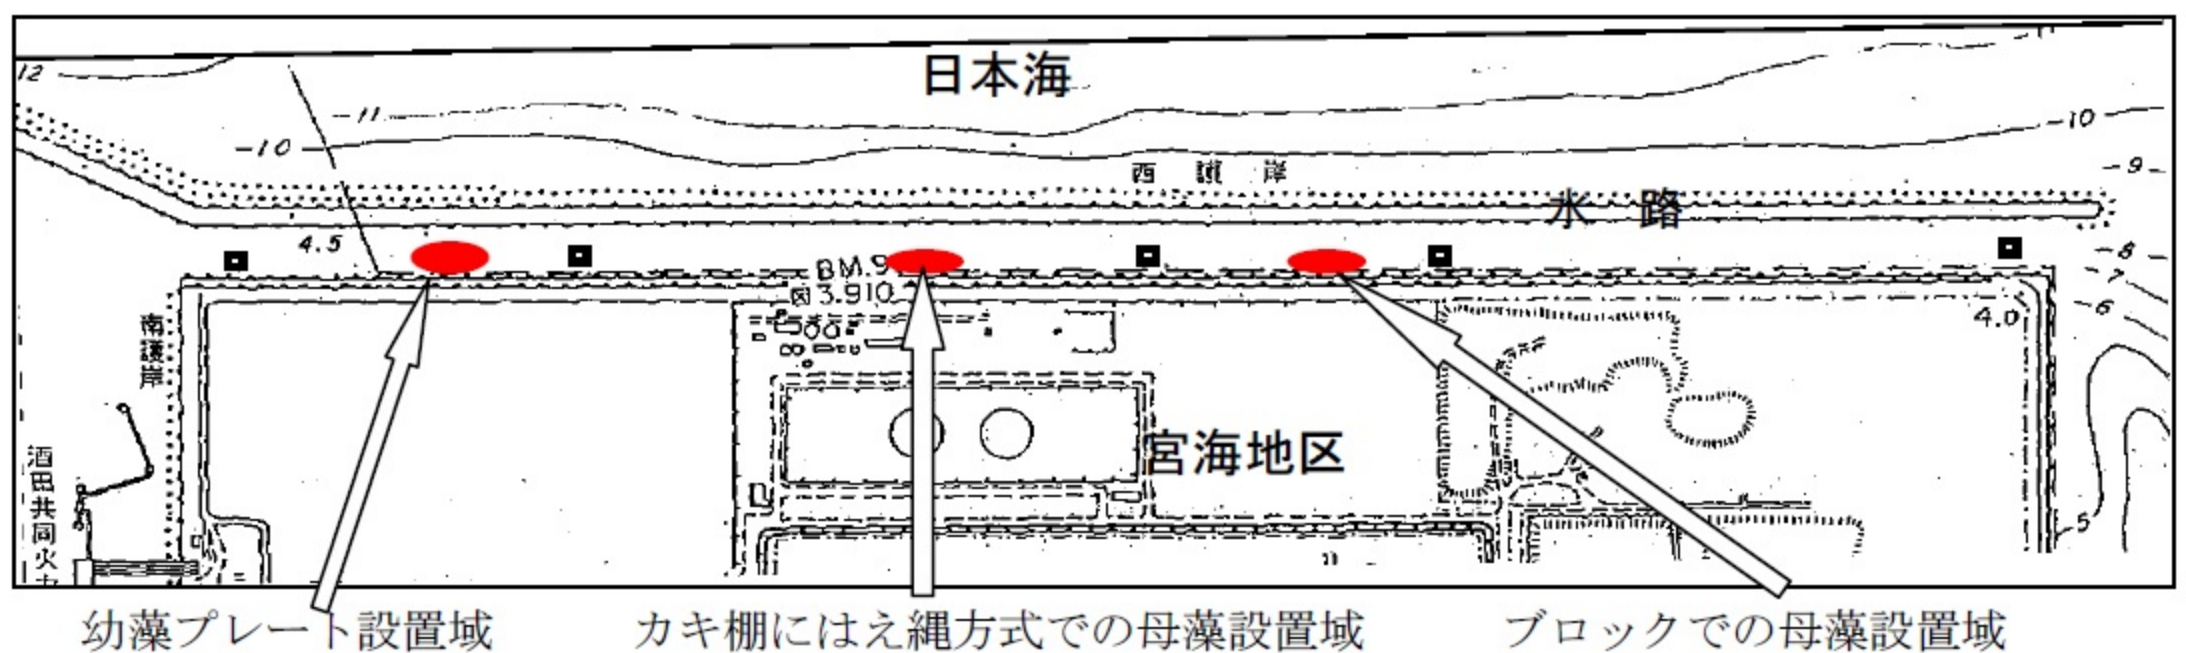 日本海
12
-11
-10
-10
-9
西護岸
水路
4.5
-8
BM.9
-7
3.910
-6
4.0
南護岸
宮海地区
酒田共同火力
5
幼藻プレート設置域
カキ棚にはえ縄方式での母藻設置域
ブロックでの母藻設置域